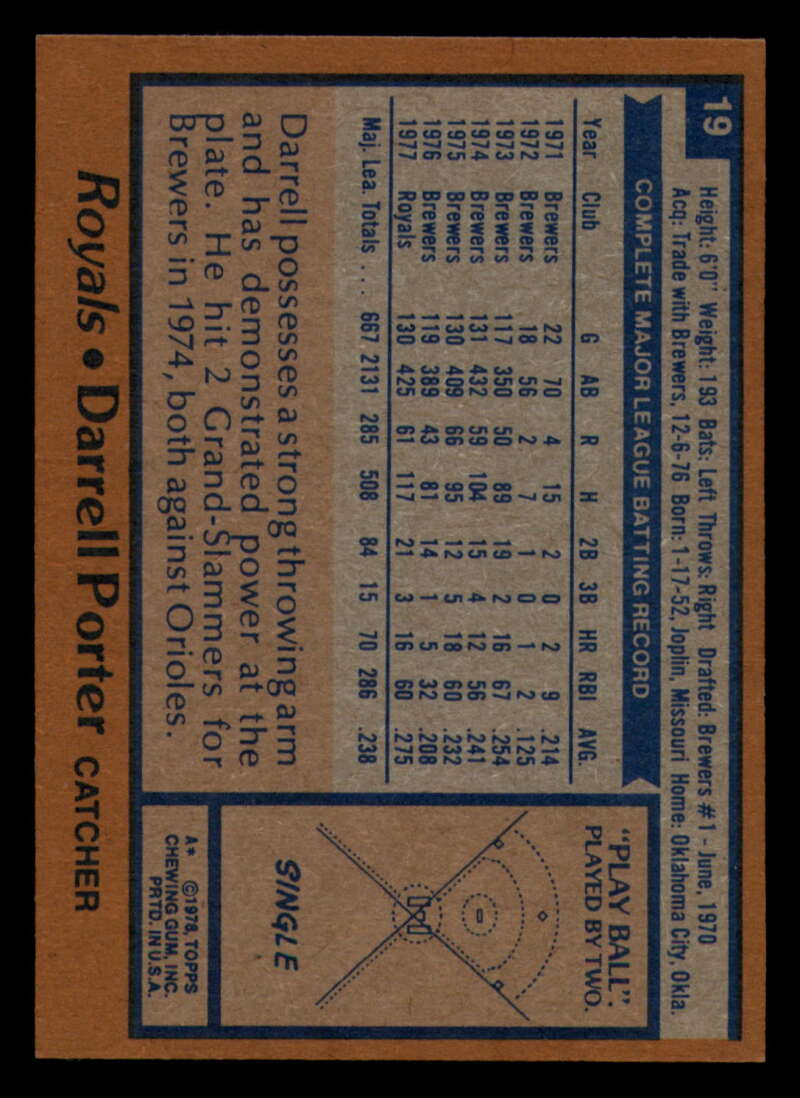 19
Height: 6'0" Weight: 193 Bats: Left Throws: Right Drafted: Brewers #1 - June, 1970
Acq: Trade with Brewers, 12-6-76 Born: 1-17-52, Joplin, Missouri Home: Oklahoma City, Okla.
COMPLETE MAJOR LEAGUE BATTING RECORD
Year Club G AB R H 2B 3B HR RBI AVG.
1971 Brewers 22 70 4 15 2 0 2 9 .214
1972 Brewers 18 56 2 7 1 0 1 2 .125
1973 Brewers 117 350 50 89 19 2 16 67 .254
1974 Brewers 131 432 59 104 15 4 12 56 .241
1975 Brewers 130 409 66 95 12 5 18 60 .232
1976 Brewers 119 389 43 81 14 1 5 32 .208
1977 Royals 130 425 61 117 21 3 16 60 .275
Maj. Lea. Totals . . . 667 2131 285 508 84 15 70 286 .238
Darrell possesses a strong throwing arm
and has demonstrated power at the
plate. He hit 2 Grand-Slammers for
Brewers in 1974, both against Orioles.
"PLAY BALL":
PLAYED BY TWO.
SINGLE
A* ©1978, TOPPS
CHEWING GUM, INC.
PRTD. IN U.S.A.
Royals • Darrell Porter CATCHER